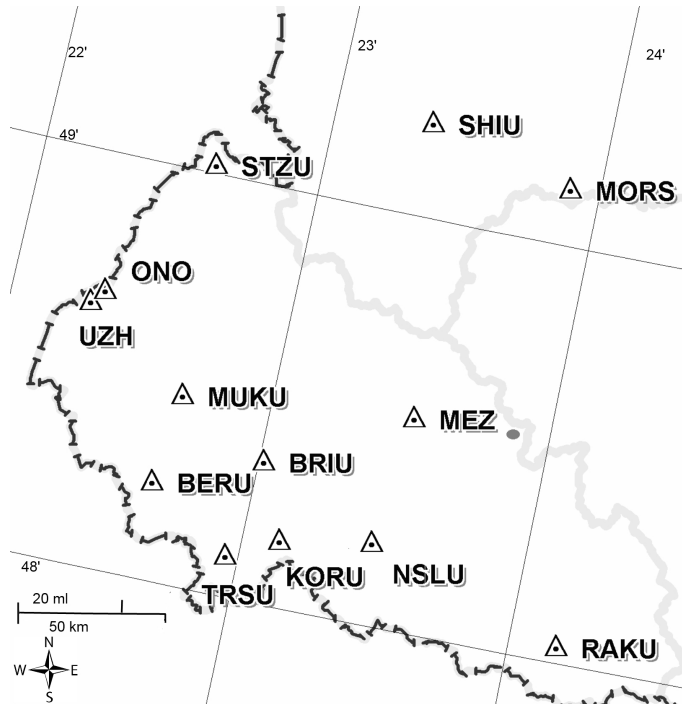 22'
23'
24'
49'
SHIU
STZU
MORS
ONO
UZH
MUKU
MEZ
BRIU
BERU
48'
KORU
NSLU
TRSU
20 ml
50 km
RAKU
N
W E
S